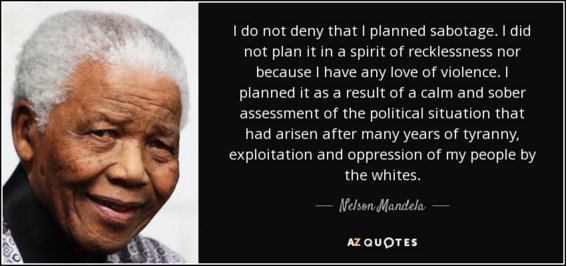 I do not deny that I planned sabotage. I did
not plan it in a spirit of recklessness nor
because I have any love of violence. I
planned it as a result of a calm and sober
assessment of the political situation that
had arisen after many years of tyranny,
exploitation and oppression of my people by
the whites.
Nelson Mandela
AZ QUOTES